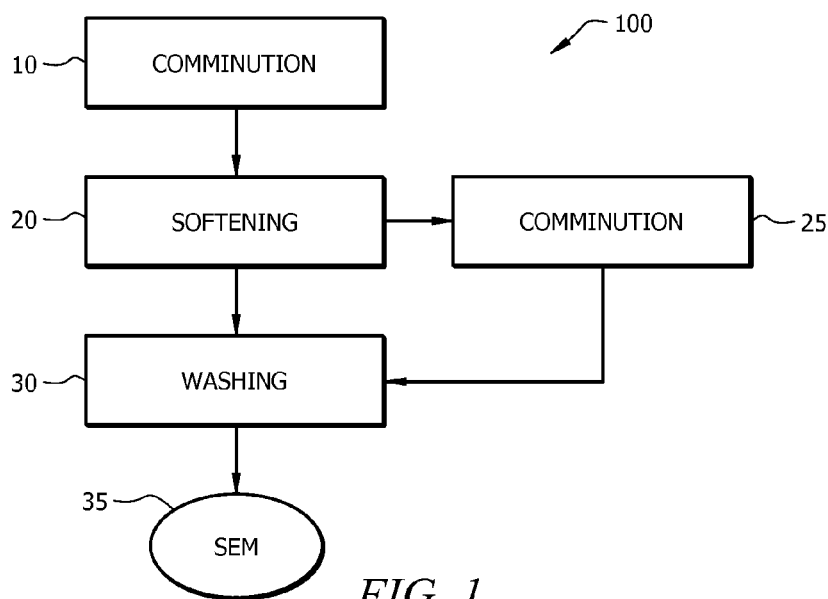 100
10
COMMINUTION
20
SOFTENING
COMMINUTION
25
30
WASHING
35
SEM
FIG. 1